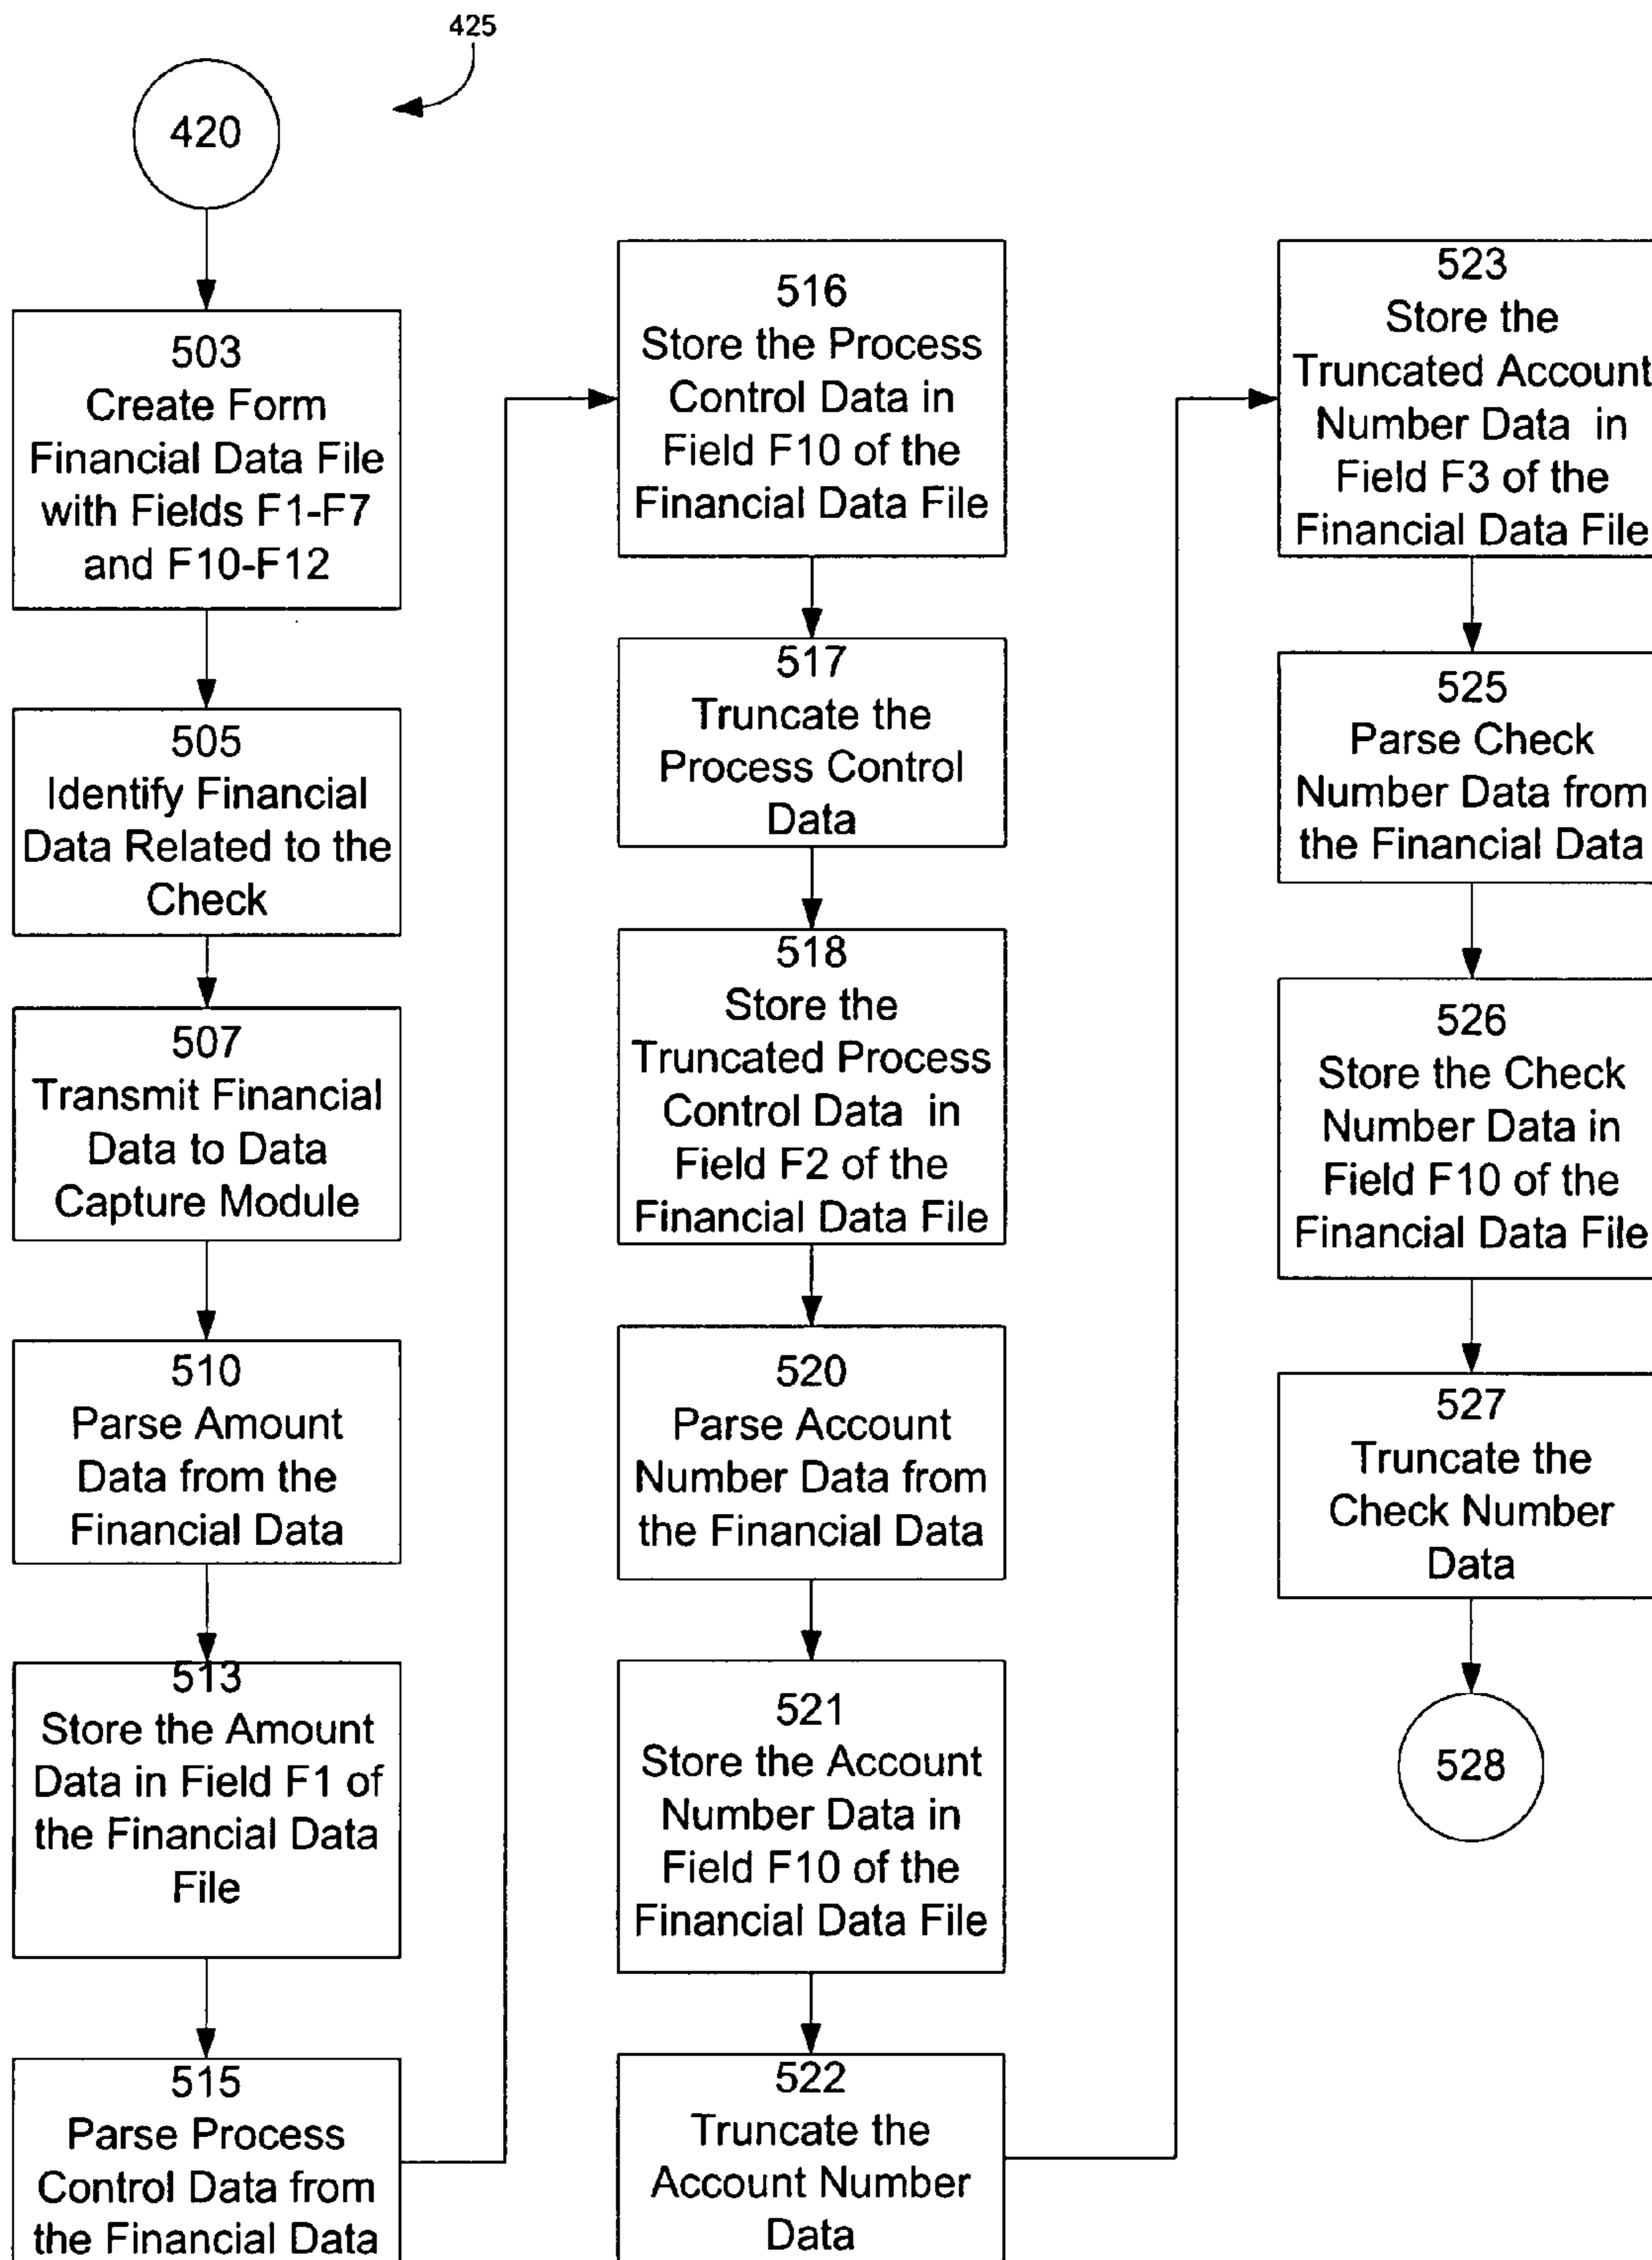 425
420
503
Create Form
Financial Data File
with Fields F1-F7
and F10-F12
505
Identify Financial
Data Related to the
Check
507
Transmit Financial
Data to Data
Capture Module
510
Parse Amount
Data from the
Financial Data
513
Store the Amount
Data in Field F1 of
the Financial Data
File
515
Parse Process
Control Data from
the Financial Data
516
Store the Process
Control Data in
Field F10 of the
Financial Data File
517
Truncate the
Process Control
Data
518
Store the
Truncated Process
Control Data in
Field F2 of the
Financial Data File
520
Parse Account
Number Data from
the Financial Data
521
Store the Account
Number Data in
Field F10 of the
Financial Data File
522
Truncate the
Account Number
Data
523
Store the
Truncated Account
Number Data in
Field F3 of the
Financial Data File
525
Parse Check
Number Data from
the Financial Data
526
Store the Check
Number Data in
Field F10 of the
Financial Data File
527
Truncate the
Check Number
Data
528